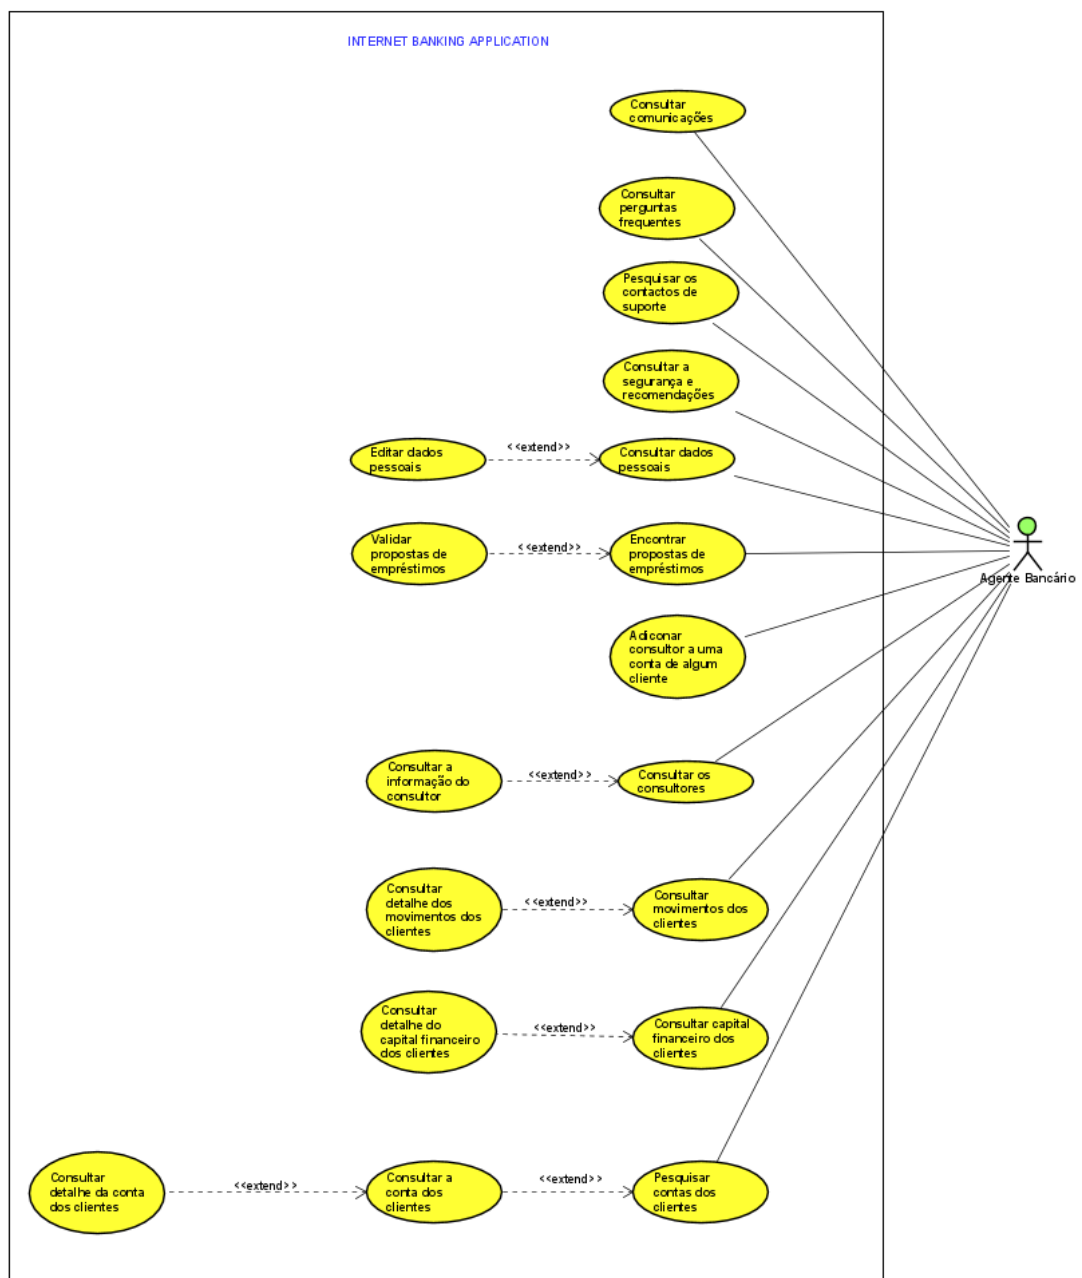 INTERNET BANKING APPLICATION
Consultar
comunicações
Consultar
perguntas
frequentes
Pesquisar os
contactos de
suporte
Consultar a
segurança e
recomendações
Editar dados
pessoais
<<extend>>
Consultar dados
pessoais
Validar
propostas de
empréstimos
<<extend>>
Encontrar
propostas de
empréstimos
Agente Bancário
Adiconar
consultor a uma
conta de algum
cliente
Consultar a
informação do
consultor
<<extend>>
Consultar os
consultores
Consultar
detalhe dos
movimentos dos
clientes
<<extend>>
Consultar
movimentos dos
clientes
Consultar
detalhe do
capital financeiro
dos clientes
<<extend>>
Consultar capital
financeiro dos
clientes
Consultar
detalhe da conta
dos clientes
<<extend>>
Consultar a
conta dos
clientes
<<extend>>
Pesquisar
contas dos
clientes